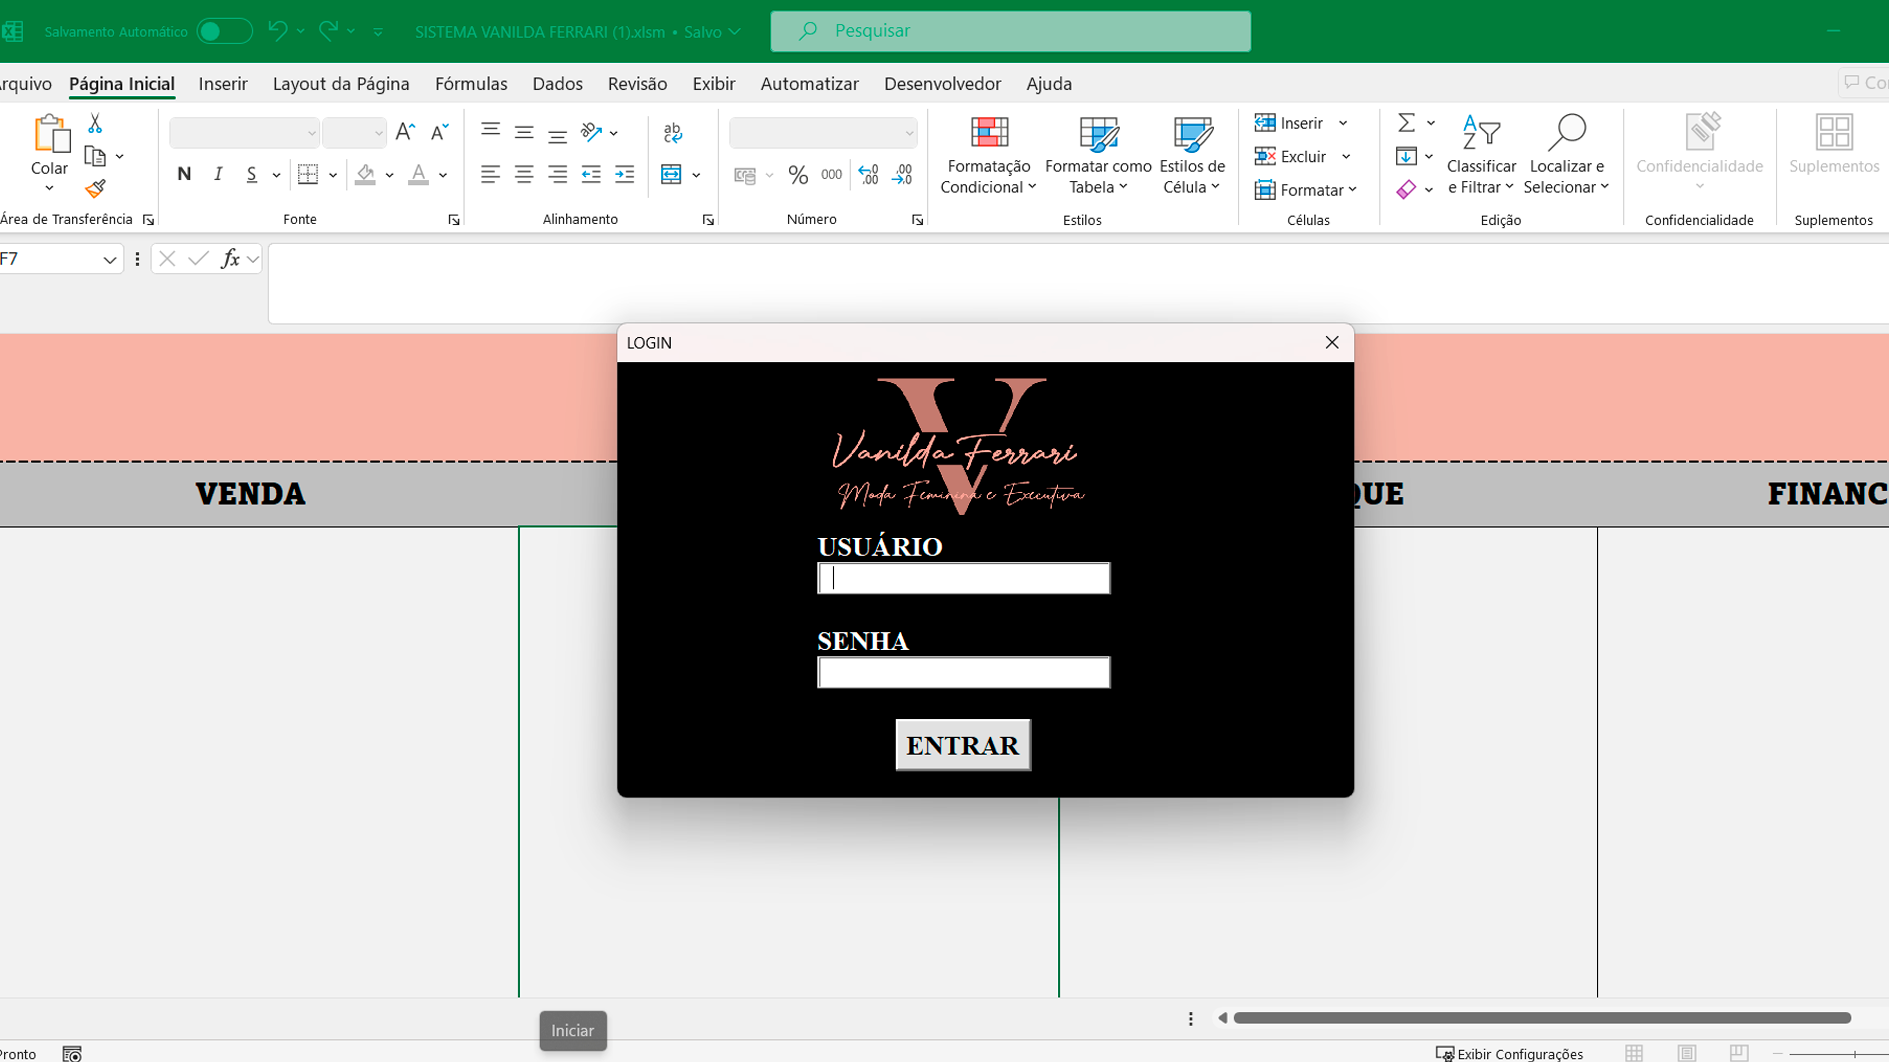 Salvamento Automático
SISTEMA VANILDA FERRARI (1).xlsm • Salvo
Pesquisar
rquivo Página Inicial Inserir Layout da Página Fórmulas Dados Revisão Exibir Automatizar Desenvolvedor Ajuda
Co
Colar
Área de Transferência
N I S A
Fonte
ab
Alinhamento
% 000 ,00
Número
Formatação Condicional
Formatar como Tabela
Estilos de Célula
Estilos
Inserir
Excluir
Formatar
Células
Classificar e Filtrar
Localizar e Selecionar
Edição
Confidencialidade
Confidencialidade
Suplementos
Suplementos
F7
fx
LOGIN
V
Vanilda Ferrari
Moda Feminina e Executiva
VENDA
QUE
FINANC
USUÁRIO
SENHA
ENTRAR
Iniciar
Pronto
Exibir Configurações